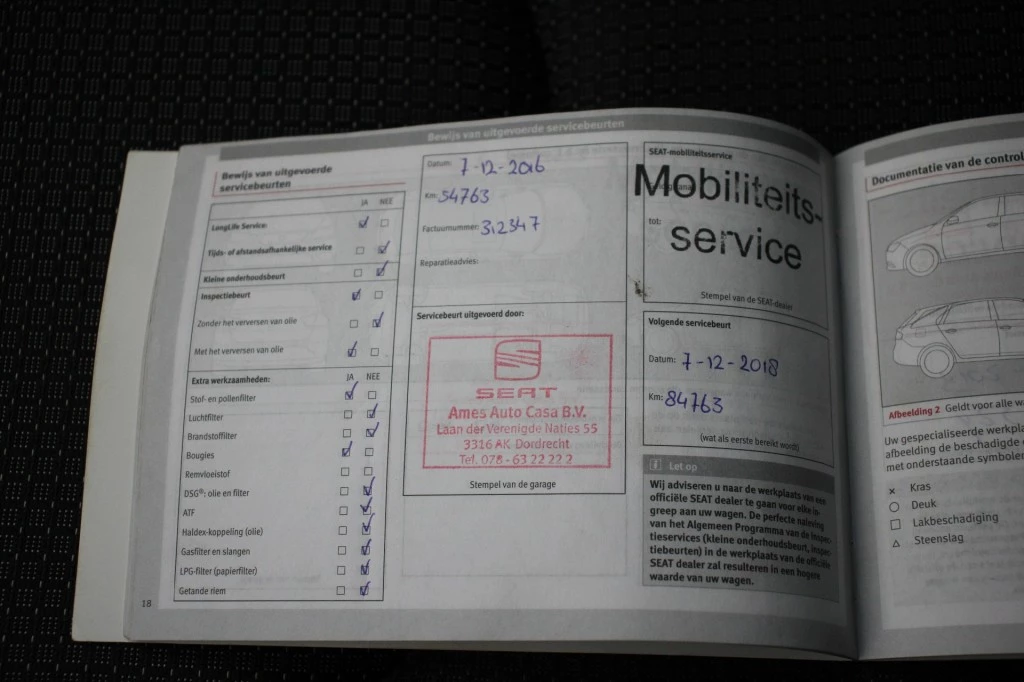 Bewijs van uitgevoerde servicebeurten
Bewijs van uitgevoerde
servicebeurten
JA NEE
LongLife Service:
Tijds- of afstandsafhankelijke service
Kleine onderhoudsbeurt
Inspectiebeurt
Zonder het verversen van olie
Met het verversen van olie
Extra werkzaamheden: JA NEE
Stof- en pollenfilter
Luchtfilter
Brandstoffilter
Bougies
Remvloeistof
DSG®: olie en filter
ATF
Haldex-koppeling (olie)
Gasfilter en slangen
LPG-filter (papierfilter)
Getande riem
18
Datum: 7-12-2016
Km: 54763
Factuurnummer: 312347
Reparatieadvies:
Servicebeurt uitgevoerd door:
SEAT
Ames Auto Casa B.V.
Laan der Verenigde Naties 55
3316 AK Dordrecht
Tel. 078 - 63 22 22 2
Stempel van de garage
SEAT-mobiliteitsservice
Mobiliteits-
tot:
service
Stempel van de SEAT-dealer
Volgende servicebeurt
Datum: 7-12-2018
Km: 84763
(wat als eerste bereikt wordt)
Let op
Wij adviseren u naar de werkplaats van een
officiële SEAT dealer te gaan voor elke in-
greep aan uw wagen. De perfecte naleving
van het Algemeen Programma van de Inspec-
tieservices (kleine onderhoudsbeurt, inspec-
tiebeurten) in de werkplaats van de officiële
SEAT dealer zal resulteren in een hogere
waarde van uw wagen.
Documentatie van de control
Afbeelding 2 Geldt voor alle wa
Uw gespecialiseerde werkpla
afbeelding de beschadigde
met onderstaande symbolen
× Kras
○ Deuk
□ Lakbeschadiging
△ Steenslag